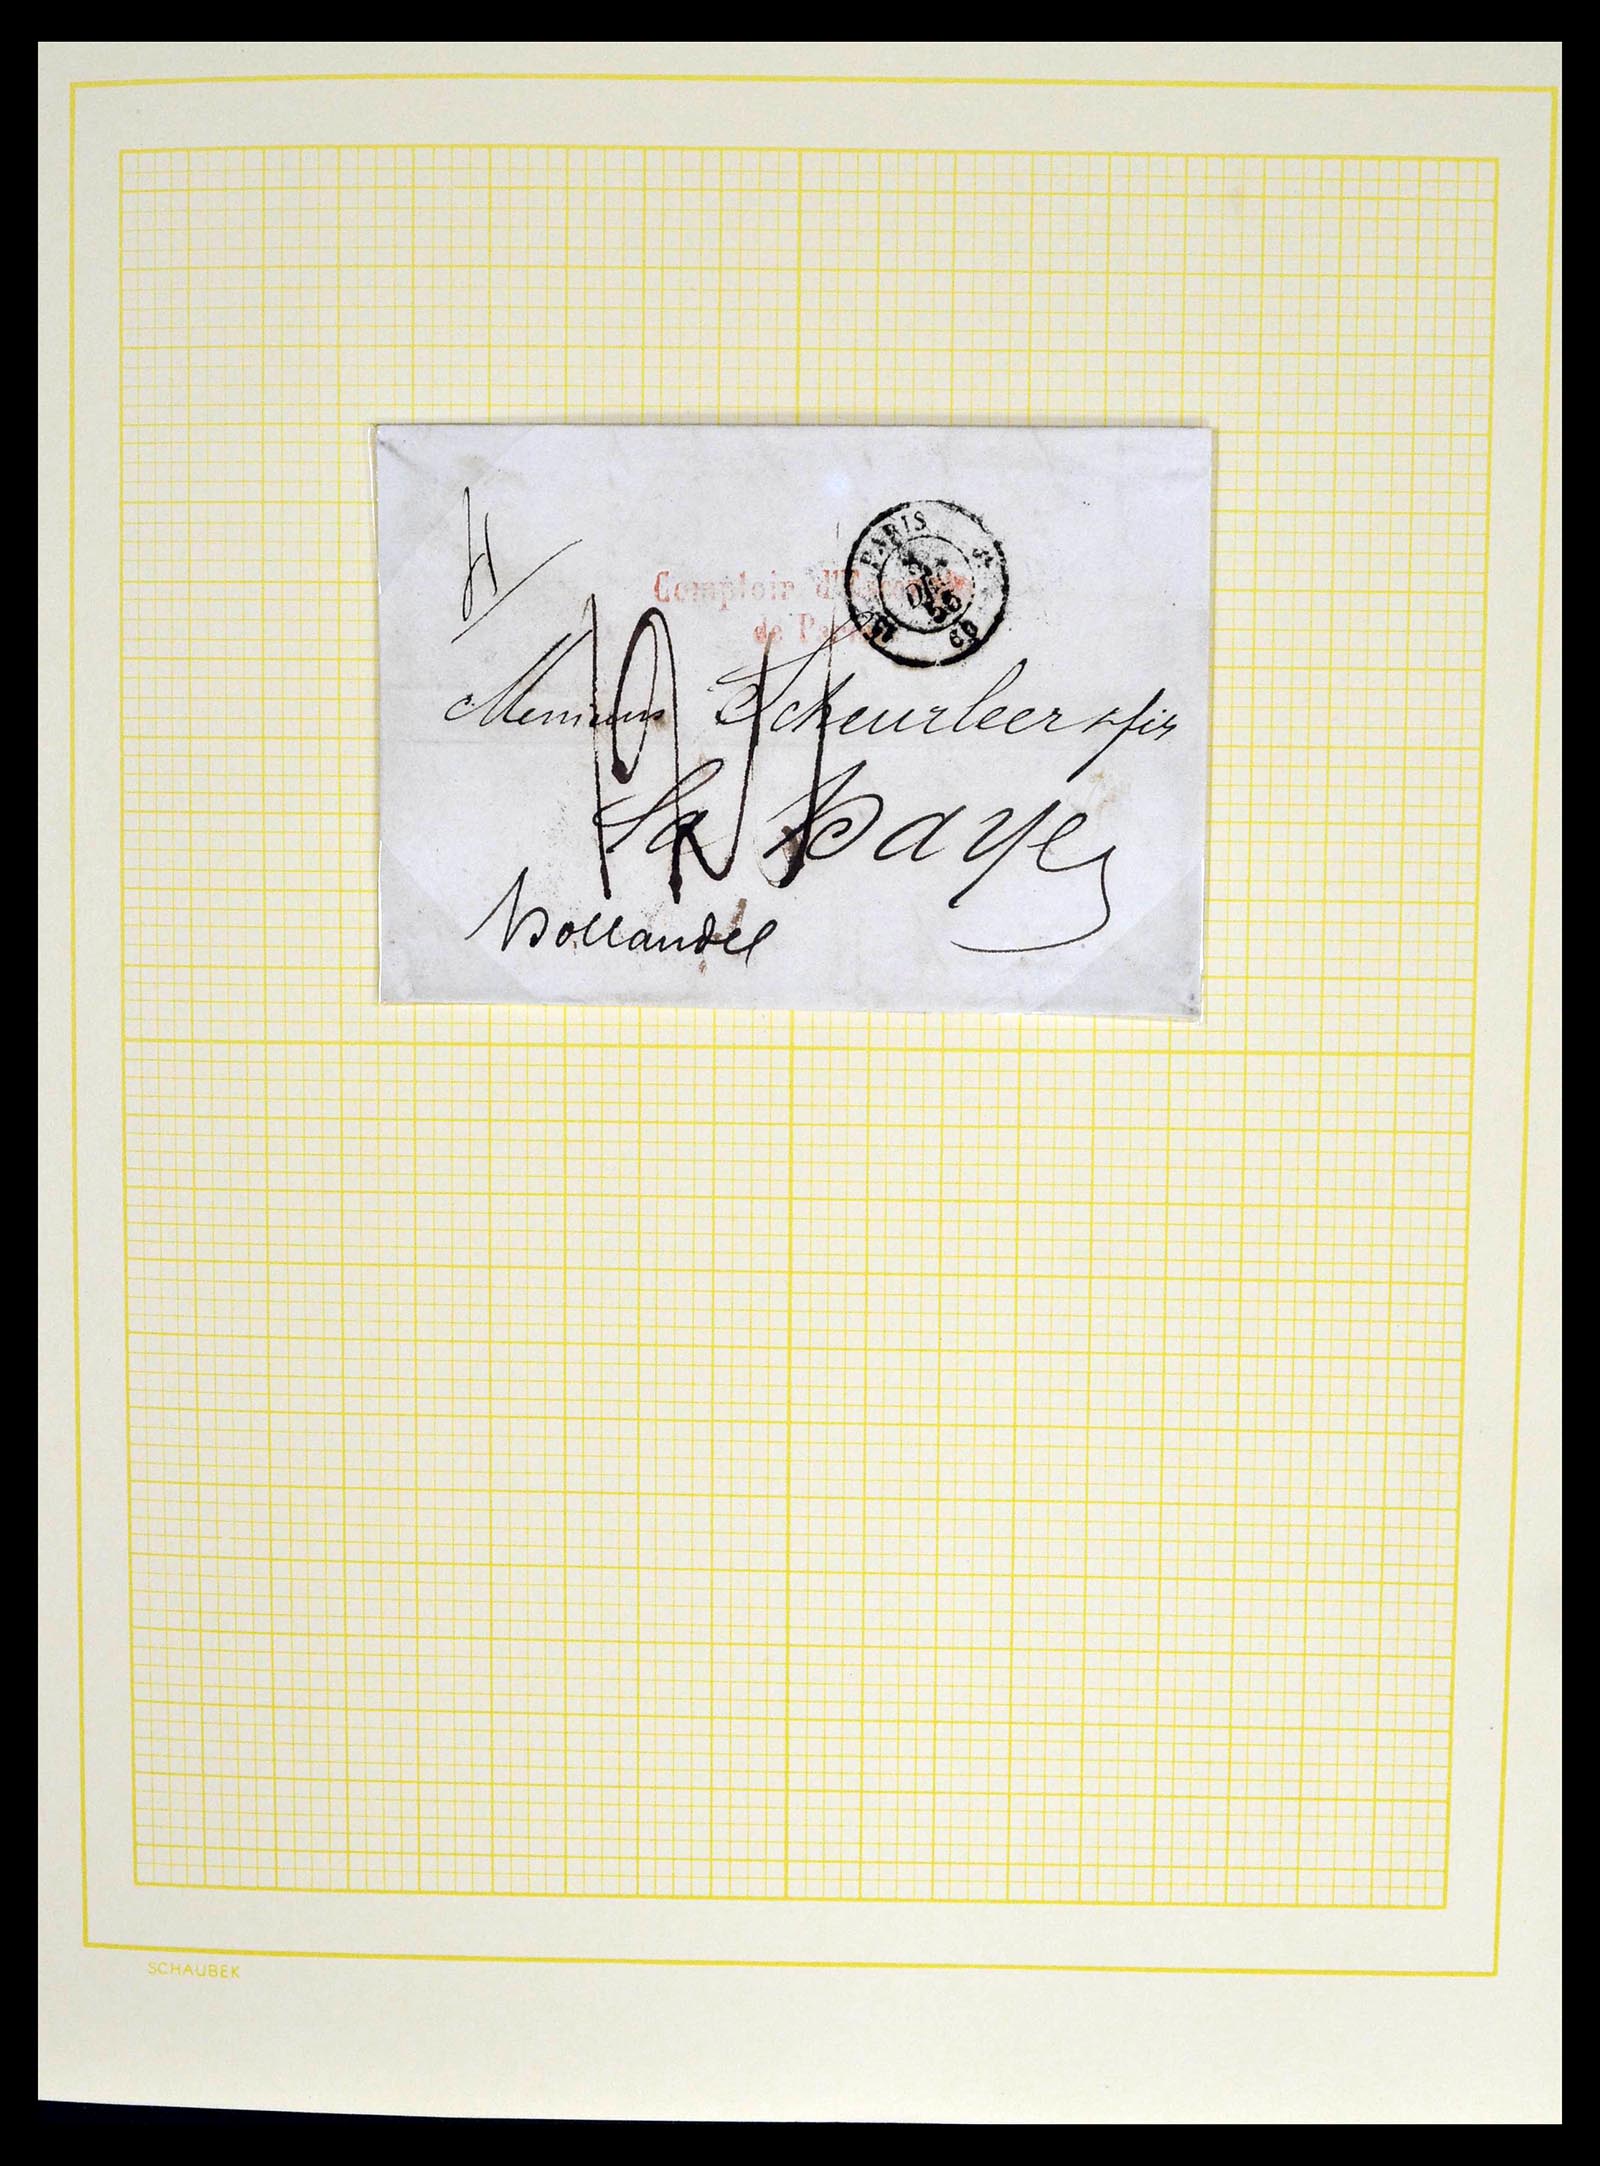 PARIS
60
Comptoir d'Escompte
de Paris
Messieurs Scheurleer & fils
La Haye
Hollande
SCHAUBEK